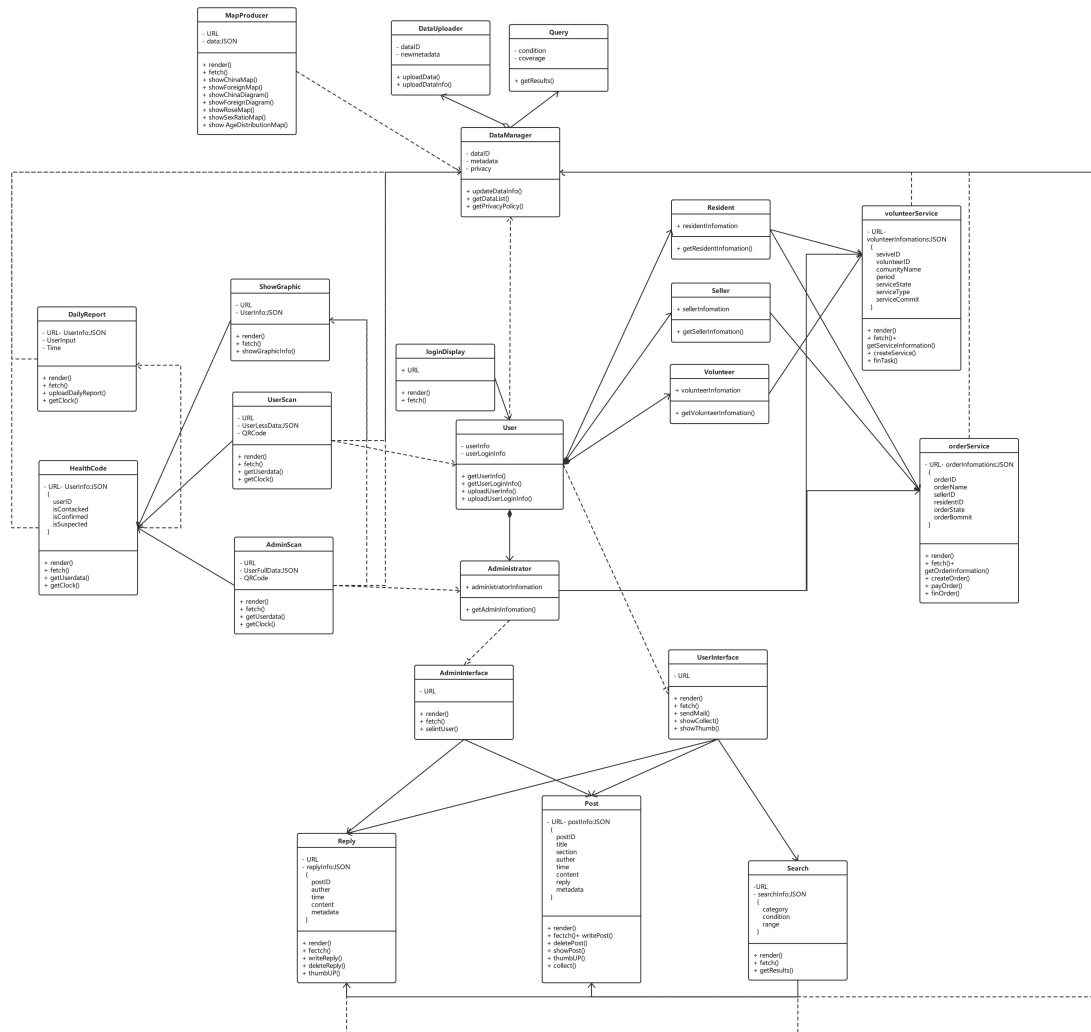 MapProducer
- URL
- data:JSON
+ render()
+ fetch()
+ showChinaMap()
+ showForeignMap()
+ showChinaDiagram()
+ showForeignDiagram()
+ showRoseMap()
+ showSexRatioMap()
+ show AgeDistributionMap()
DataUploader
- dataID
- newmetadata
+ uploadData()
+ uploadDataInfo()
Query
- condition
- coverage
+ getResults()
DataManager
- dataID
- metadata
- privacy
+ updateDataInfo()
+ getDataList()
+ getPrivacyPolicy()
Resident
+ residentInfomation
+ getResidentInfomation()
volunteerService
- URL-
volunteerInfomations:JSON
{
seviveID
volunteerID
comunityName
period
serviceState
serviceType
serviceCommit
}
+ render()
+ fetch()+
getServiceInformation()
+ createService()
+ finTask()
ShowGraphic
- URL
- UserInfo:JSON
+ render()
+ fetch()
+ showGraphicInfo()
Seller
+ sellerInfomation
+ getSellerInfomation()
DailyReport
- URL- UserInfo:JSON
- UserInput
- Time
+ render()
+ fetch()
+ uploadDailyReport()
+ getClock()
loginDisplay
+ URL
+ render()
+ fetch()
Volunteer
+ volunteerInfomation
+ getVolunteerInfomation()
UserScan
- URL
- UserLessData:JSON
- QRCode
+ render()
+ fetch()
+ getUserdata()
+ getClock()
User
- userInfo
- userLoginInfo
+ getUserInfo()
+ getUserLoginInfo()
+ uploadUserInfo()
+ uploadUserLoginInfo()
orderService
- URL- orderInfomations:JSON
{
orderID
orderName
sellerID
residentID
orderState
orderBommit
}
+ render()
+ fetch()+
getOrderInformation()
+ createOrder()
+ payOrder()
+ finOrder()
HealthCode
- URL- UserInfo:JSON
{
userID
isContacked
isConfirmed
isSuspected
}
+ render()
+ fetch()
+ getUserdata()
+ getClock()
AdminScan
- URL
- UserFullData:JSON
- QRCode
+ render()
+ fetch()
+ getUserdata()
+ getClock()
Administrator
+ administratorInfomation
+ getAdminInfomation()
AdminInterface
- URL
+ render()
+ fetch()
+ selintUser()
UserInterface
- URL
+ render()
+ fetch()
+ sendMail()
+ showCollect()
+ showThumb()
Reply
- URL
- replyInfo:JSON
{
postID
auther
time
content
metadata
}
+ render()
+ fectch()
+ writeReply()
+ deleteReply()
+ thumbUP()
Post
- URL- postInfo:JSON
{
postID
title
section
auther
time
content
reply
metadata
}
+ render()
+ fectch()+ writePost()
+ deletePost()
+ showPost()
+ thumbUP()
+ collect()
Search
-URL
- searchInfo:JSON
{
category
condition
range
}
+ render()
+ fetch()
+ getResults()